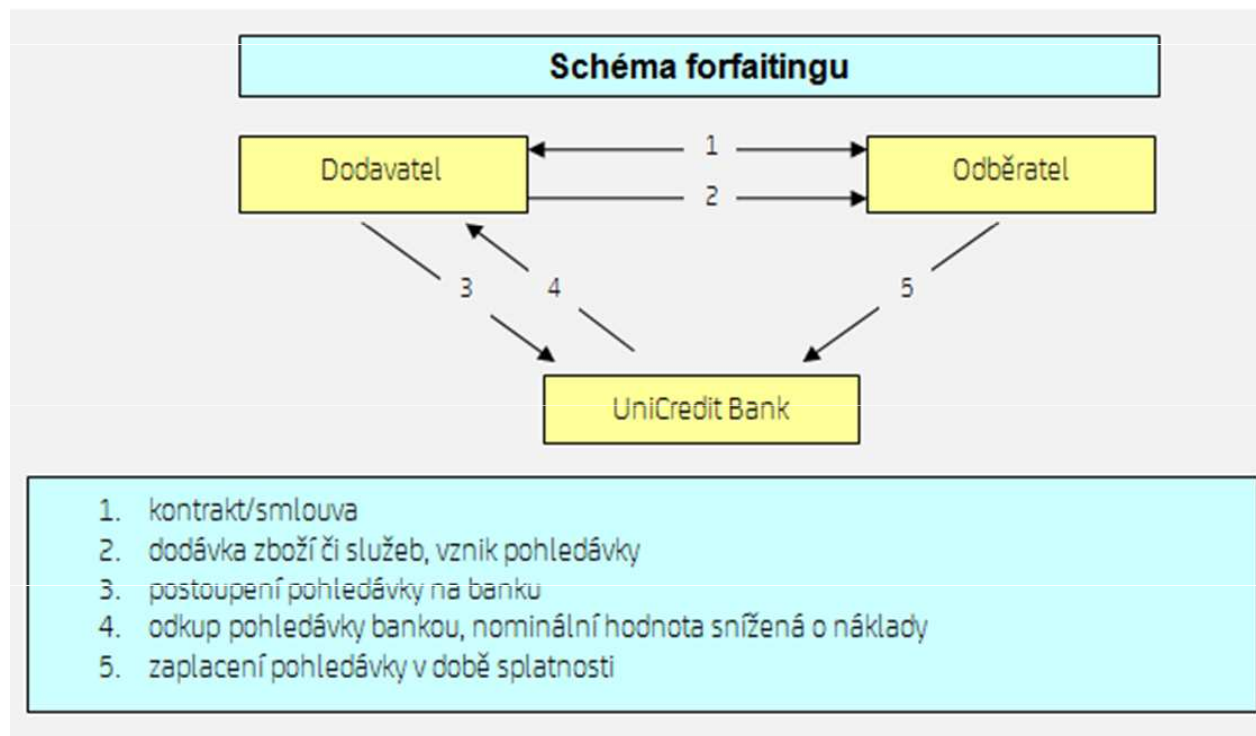 Schéma forfaitingu
Dodavatel
1
Odběratel
2
3
4
5
UniCredit Bank
1. kontrakt/smlouva
2. dodávka zboží či služeb, vznik pohledávky
3. postoupení pohledávky na banku
4. odkup pohledávky bankou, nominální hodnota snížená o náklady
5. zaplacení pohledávky v době splatnosti